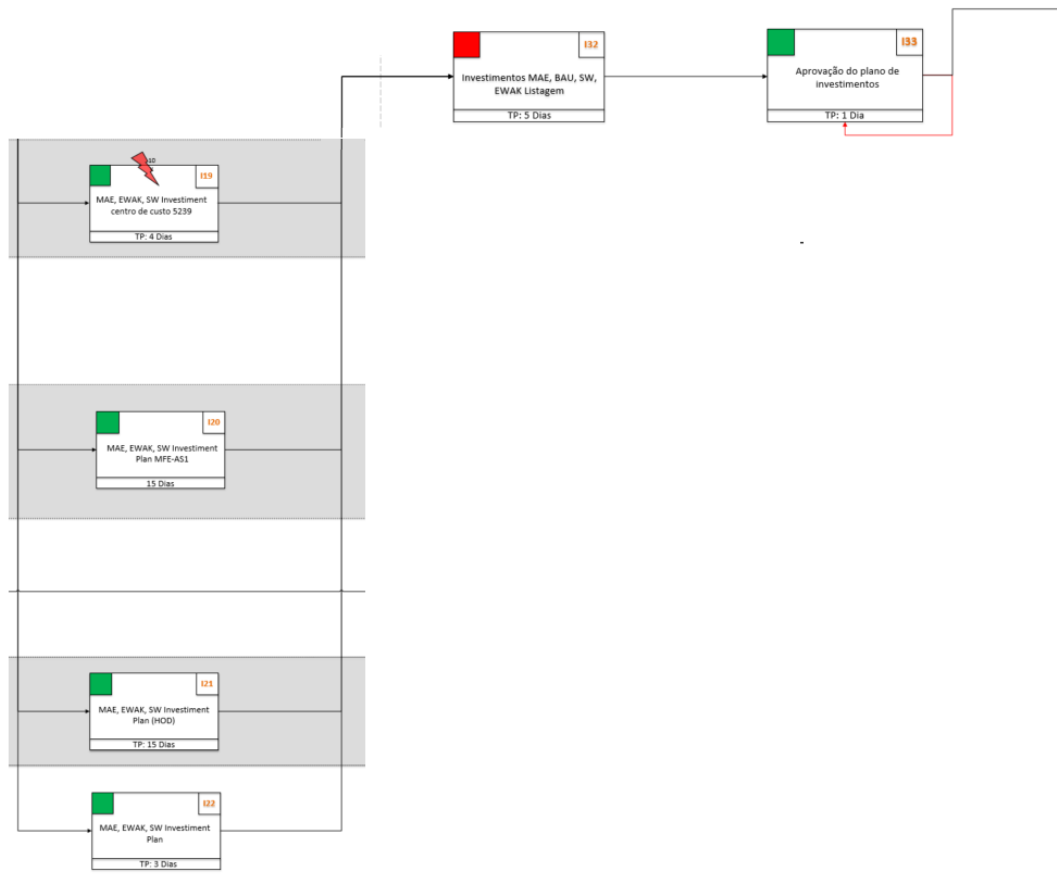 I32
Investimentos MAE, BAU, SW,
EWAK Listagem
TP: 5 Dias
I33
Aprovação do plano de
investimentos
TP: 1 Dia
I19
MAE, EWAK, SW Investiment
centro de custo 5239
TP: 4 Dias
-
I20
MAE, EWAK, SW Investiment
Plan MFE-AS1
15 Dias
I21
MAE, EWAK, SW Investiment
Plan (HOD)
TP: 15 Dias
I22
MAE, EWAK, SW Investiment
Plan
TP: 3 Dias